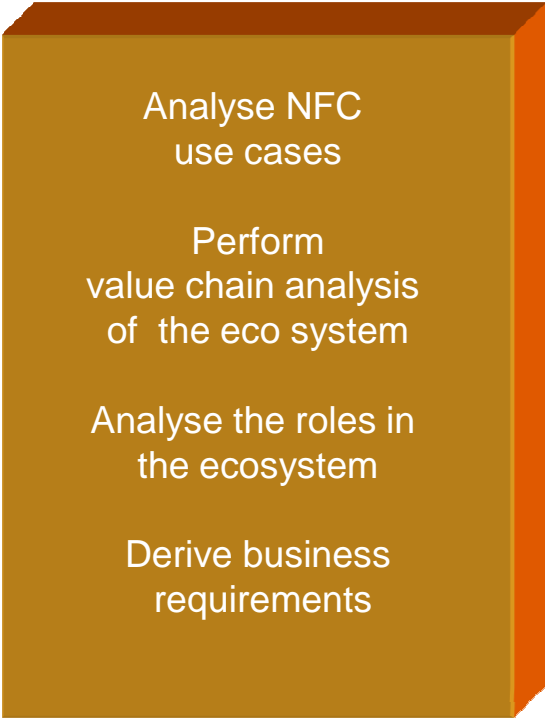 Analyse NFC
use cases
Perform
value chain analysis
of the eco system
Analyse the roles in
the ecosystem
Derive business
requirements